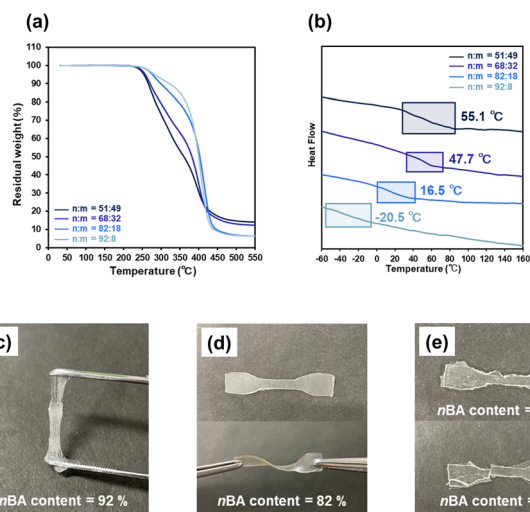 (a)
110
100
90
80
70
60
50
40
30
20
10
0
Residual weight (%)
n:m = 51:49
n:m = 68:32
n:m = 82:18
n:m = 92:8
0 50 100 150 200 250 300 350 400 450 500 550
Temperature (℃)
(b)
Heat Flow
n:m = 51:49
n:m = 68:32
n:m = 82:18
n:m = 92:8
55.1 ℃
47.7 ℃
16.5 ℃
-20.5 ℃
-60 -40 -20 0 20 40 60 80 100 120 140 160
Temperature (℃)
c)
nBA content = 92 %
(d)
nBA content = 82 %
(e)
nBA content =
nBA content =